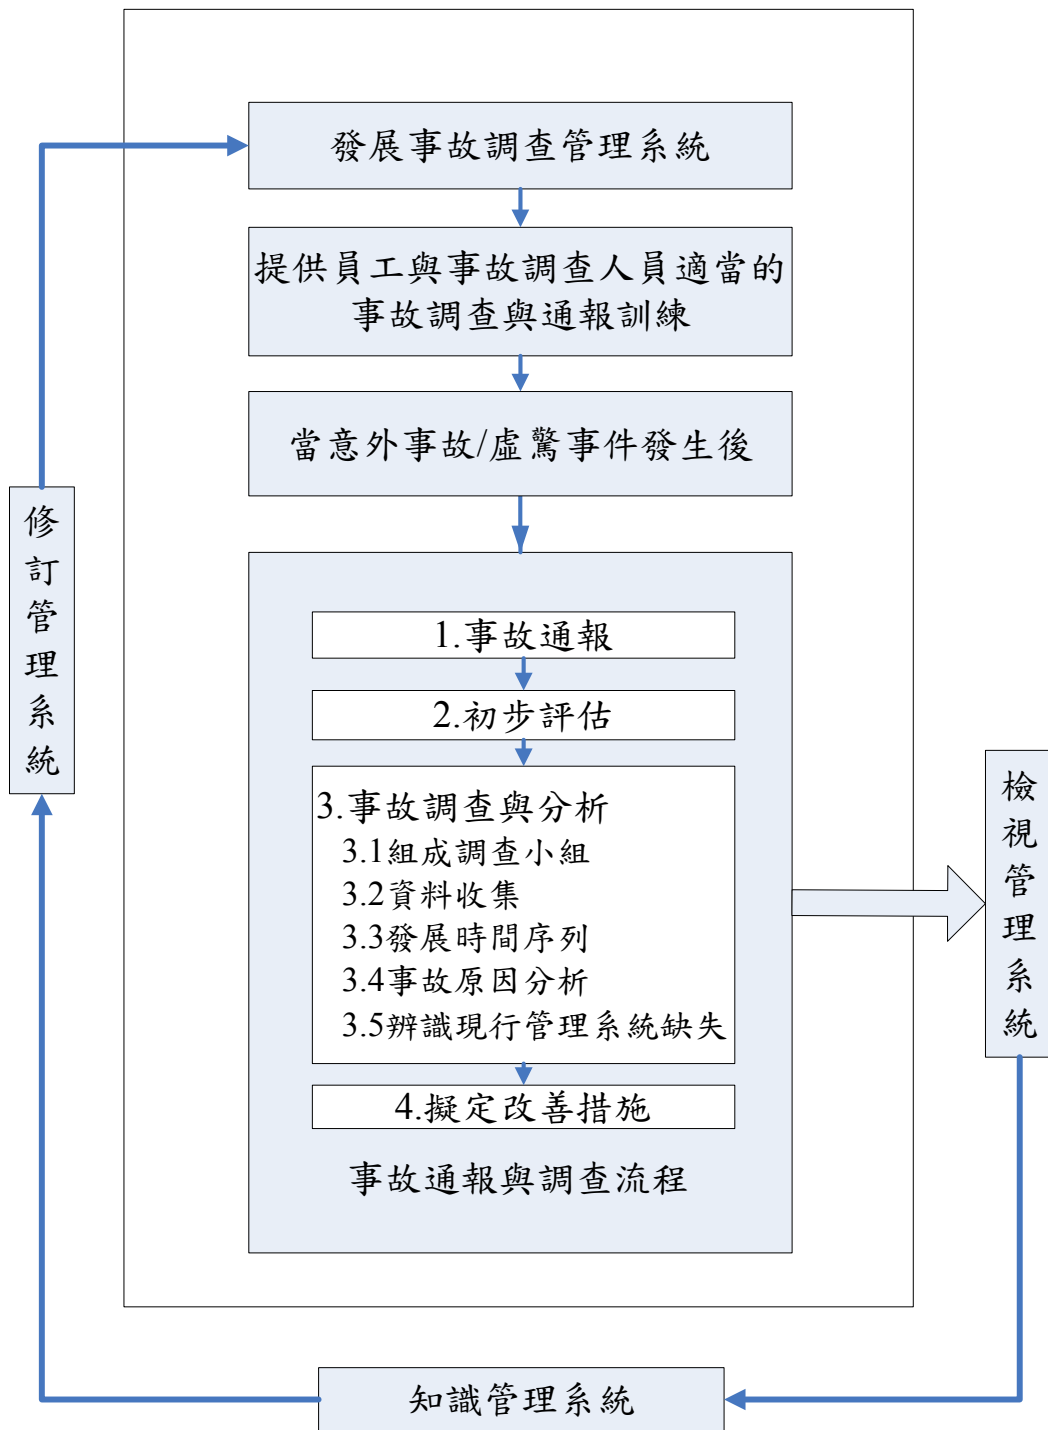 發展事故調查管理系統
提供員工與事故調查人員適當的
事故調查與通報訓練
當意外事故/虛驚事件發生後
1.事故通報
2.初步評估
3.事故調查與分析
3.1組成調查小組
3.2資料收集
3.3發展時間序列
3.4事故原因分析
3.5辨識現行管理系統缺失
4.擬定改善措施
事故通報與調查流程
檢視管理系統
知識管理系統
修訂管理系統